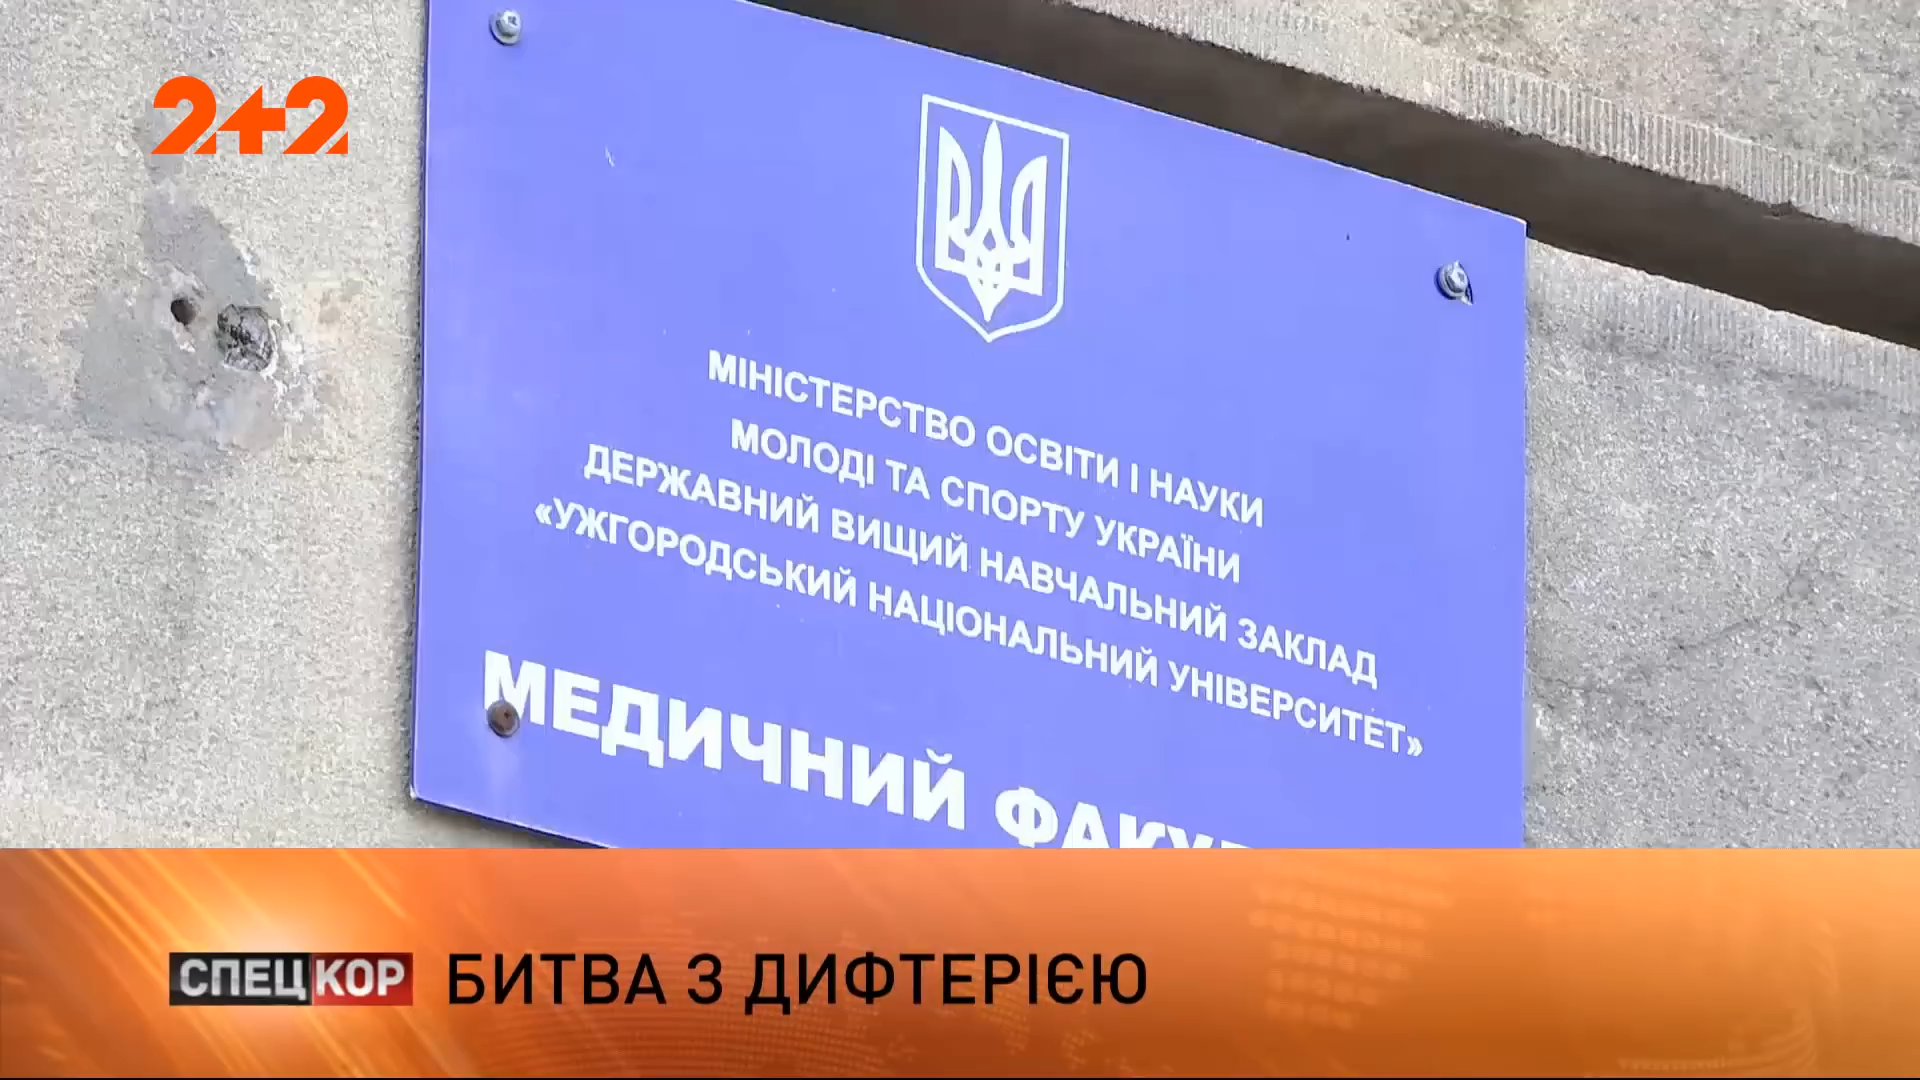 2+2
МІНІСТЕРСТВО ОСВІТИ І НАУКИ
МОЛОДІ ТА СПОРТУ УКРАЇНИ
ДЕРЖАВНИЙ ВИЩИЙ НАВЧАЛЬНИЙ ЗАКЛАД
«УЖГОРОДСЬКИЙ НАЦІОНАЛЬНИЙ УНІВЕРСИТЕТ»
МЕДИЧНИЙ
СПЕЦКОР БИТВА З ДИФТЕРІЄЮ